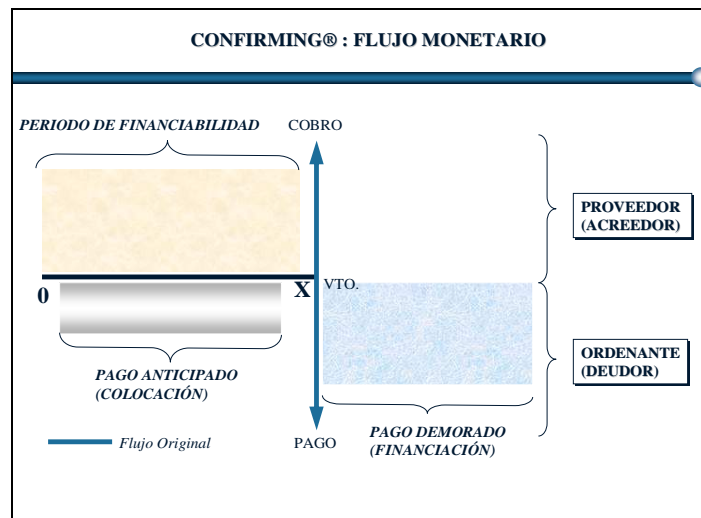 CONFIRMING® : FLUJO MONETARIO
PERIODO DE FINANCIABILIDAD
COBRO
PROVEEDOR
(ACREEDOR)
0
X
VTO.
PAGO ANTICIPADO
(COLOCACIÓN)
ORDENANTE
(DEUDOR)
Flujo Original
PAGO
PAGO DEMORADO
(FINANCIACIÓN)